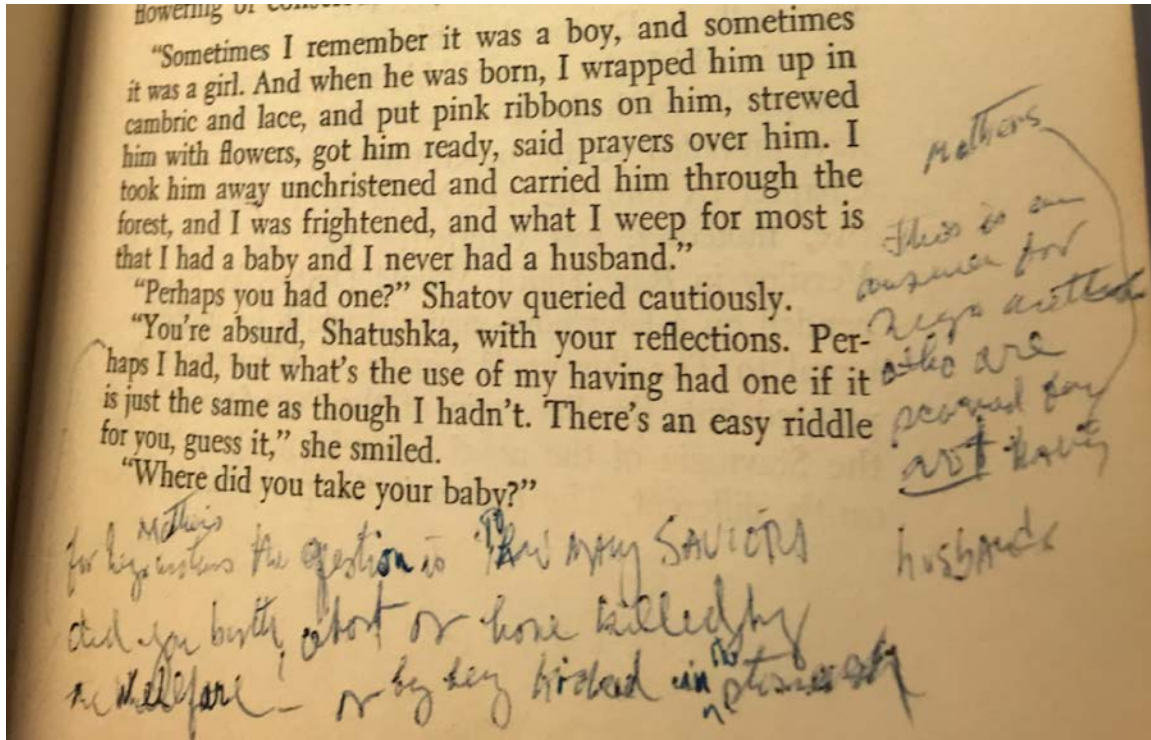 flowering of
"Sometimes I remember it was a boy, and sometimes
it was a girl. And when he was born, I wrapped him up in
cambric and lace, and put pink ribbons on him, strewed
him with flowers, got him ready, said prayers over him. I
took him away unchristened and carried him through the
forest, and I was frightened, and what I weep for most is
that I had a baby and I never had a husband."
"Perhaps you had one?" Shatov queried cautiously.
"You're absurd, Shatushka, with your reflections. Per-
haps I had, but what's the use of my having had one if it
is just the same as though I hadn't. There's an easy riddle
for you, guess it," she smiled.
"Where did you take your baby?"
Mothers
This is an
answer for
Negro
who are
for
not having
husbands
Mothers
for the question is How MANY SAVIORS
did you birth, abort or have killed by
welfare – or by being in